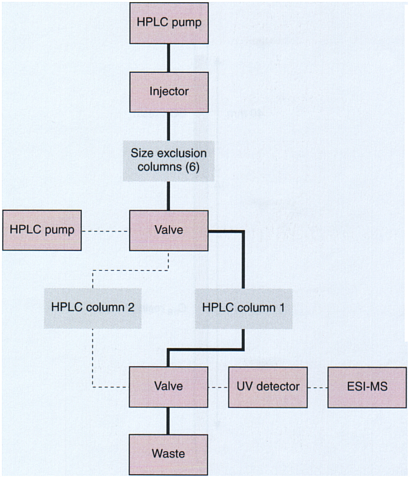 HPLC pump
Injector
Size exclusion
columns (6)
HPLC pump
Valve
HPLC column 2
HPLC column 1
Valve
UV detector
ESI-MS
Waste